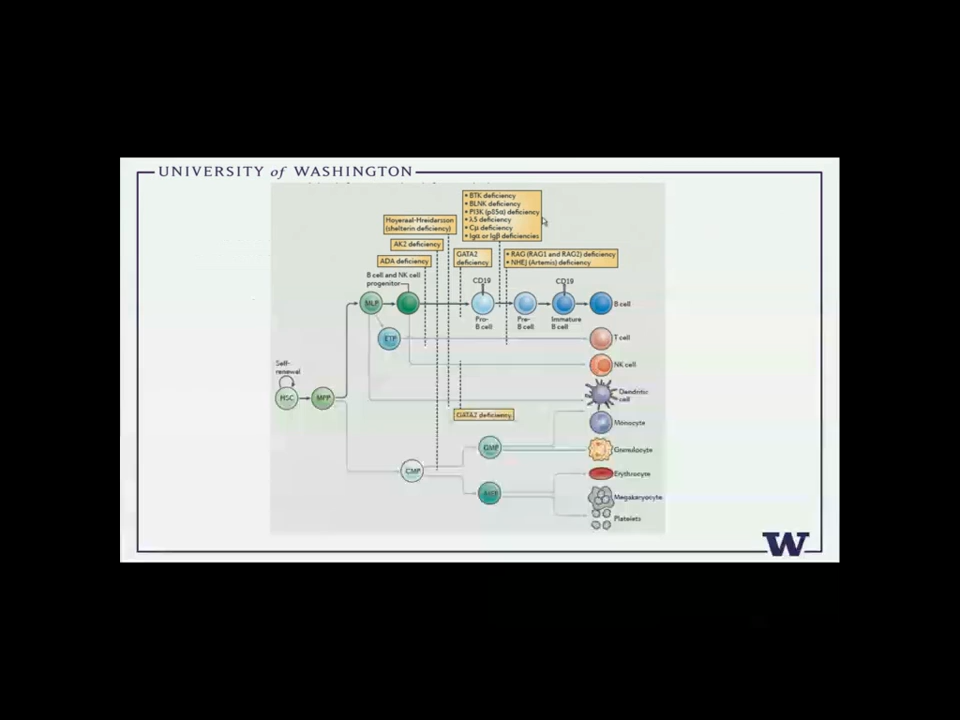 UNIVERSITY of WASHINGTON
• BTK deficiency
• BLNK deficiency
• PI3K (p85α) deficiency
• λ5 deficiency
• Cμ deficiency
• Igα or Igβ deficiencies
Hoyeraal-Hreidarsson
(shelterin deficiency)
AK2 deficiency
ADA deficiency
GATA2
deficiency
• RAG (RAG1 and RAG2) deficiency
• NHEJ (Artemis) deficiency
B cell and NK cell
progenitor
CD19
CD19
MLP
B cell
Pro-
B cell
Pre-
B cell
Immature
B cell
ETP
T cell
NK cell
Self-
renewal
HSC
MPP
Dendritic
cell
GATA2 deficiency
Monocyte
GMP
Granulocyte
CMP
Erythrocyte
Megakaryocyte
Platelets
W